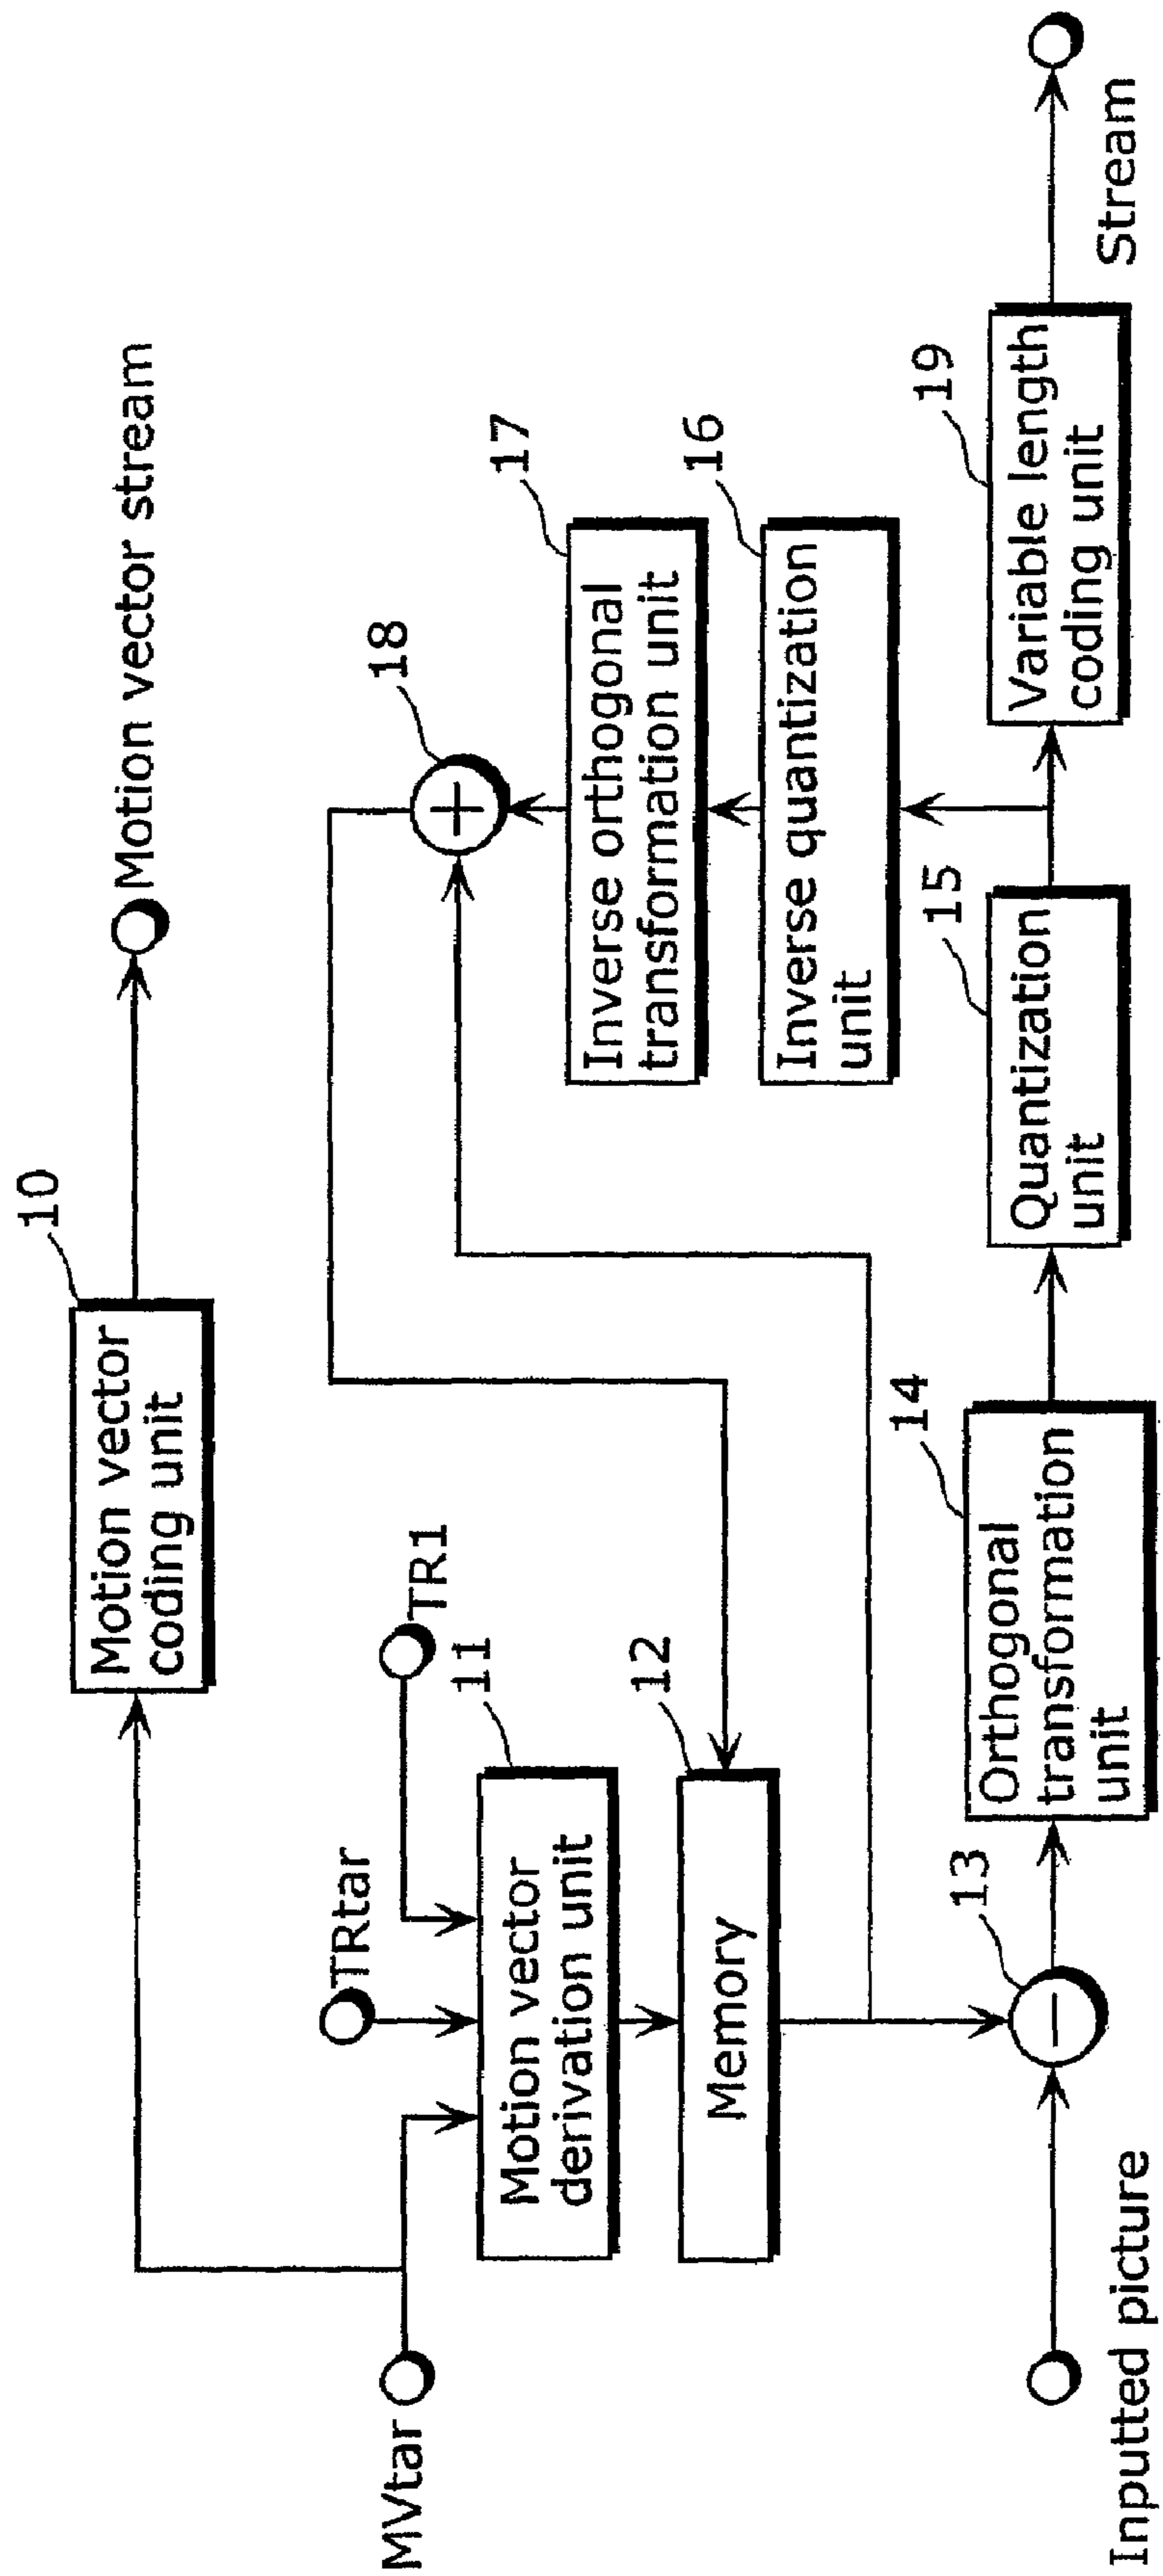 10
Motion vector
coding unit
Motion vector stream
MVtar
TRtar
TR1
11
Motion vector
derivation unit
12
Memory
18
17
Inverse orthogonal
transformation unit
16
Inverse quantization
unit
Inputted picture
13
14
Orthogonal
transformation
unit
15
Quantization
unit
19
Variable length
coding unit
Stream